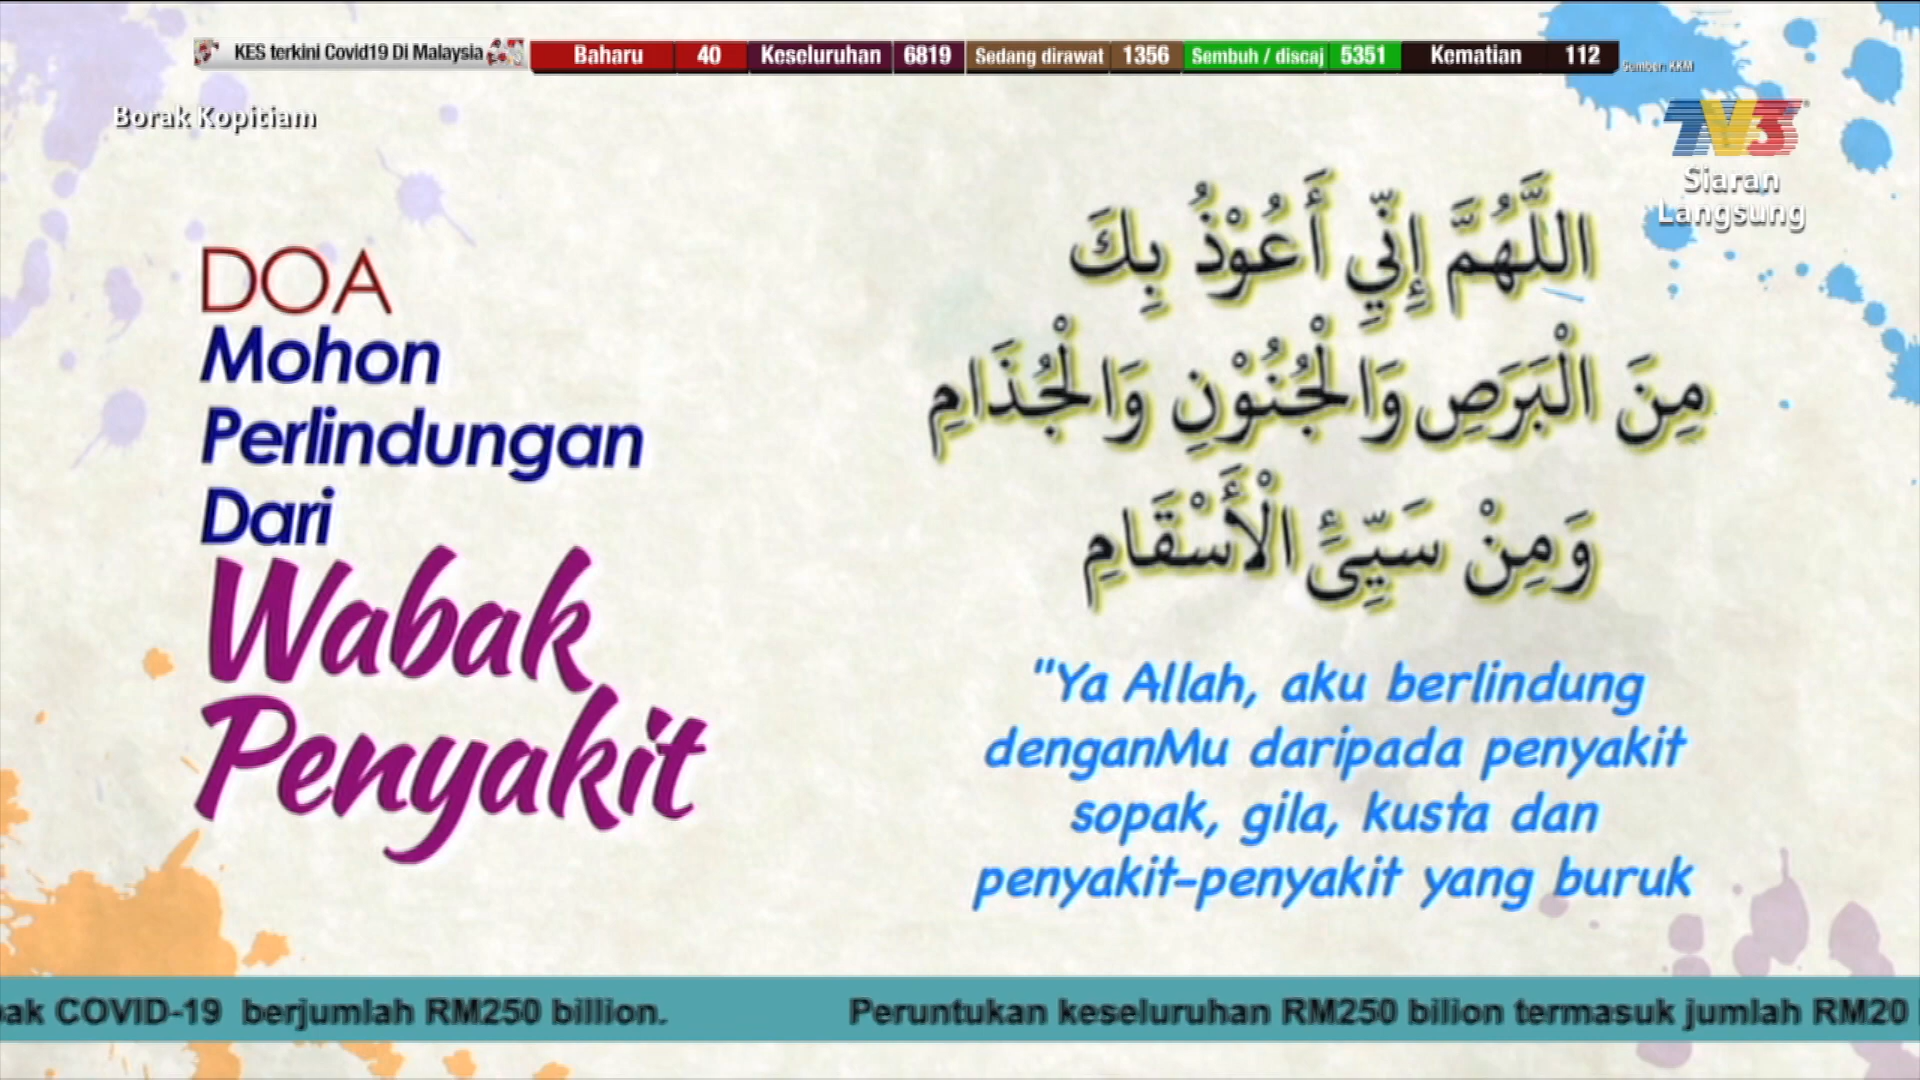 KES terkini Covid19 Di Malaysia Baharu 40 Keseluruhan 6819 Sedang dirawat 1356 Sembuh / discaj 5351 Kematian 112
Sumber: KKM
Borak Kopitiam
TV3
Siaran
Langsung
DOA
Mohon
Perlindungan
Dari
Wabak
Penyakit
اللَّهُمَّ إِنِّي أَعُوْذُ بِكَ
مِنَ الْبَرَصِ وَالْجُنُوْنِ وَالْجُذَامِ
وَمِنْ سَيِّئِ الْأَسْقَامِ
"Ya Allah, aku berlindung
denganMu daripada penyakit
sopak, gila, kusta dan
penyakit-penyakit yang buruk
ak COVID-19 berjumlah RM250 billion. Peruntukan keseluruhan RM250 bilion termasuk jumlah RM20